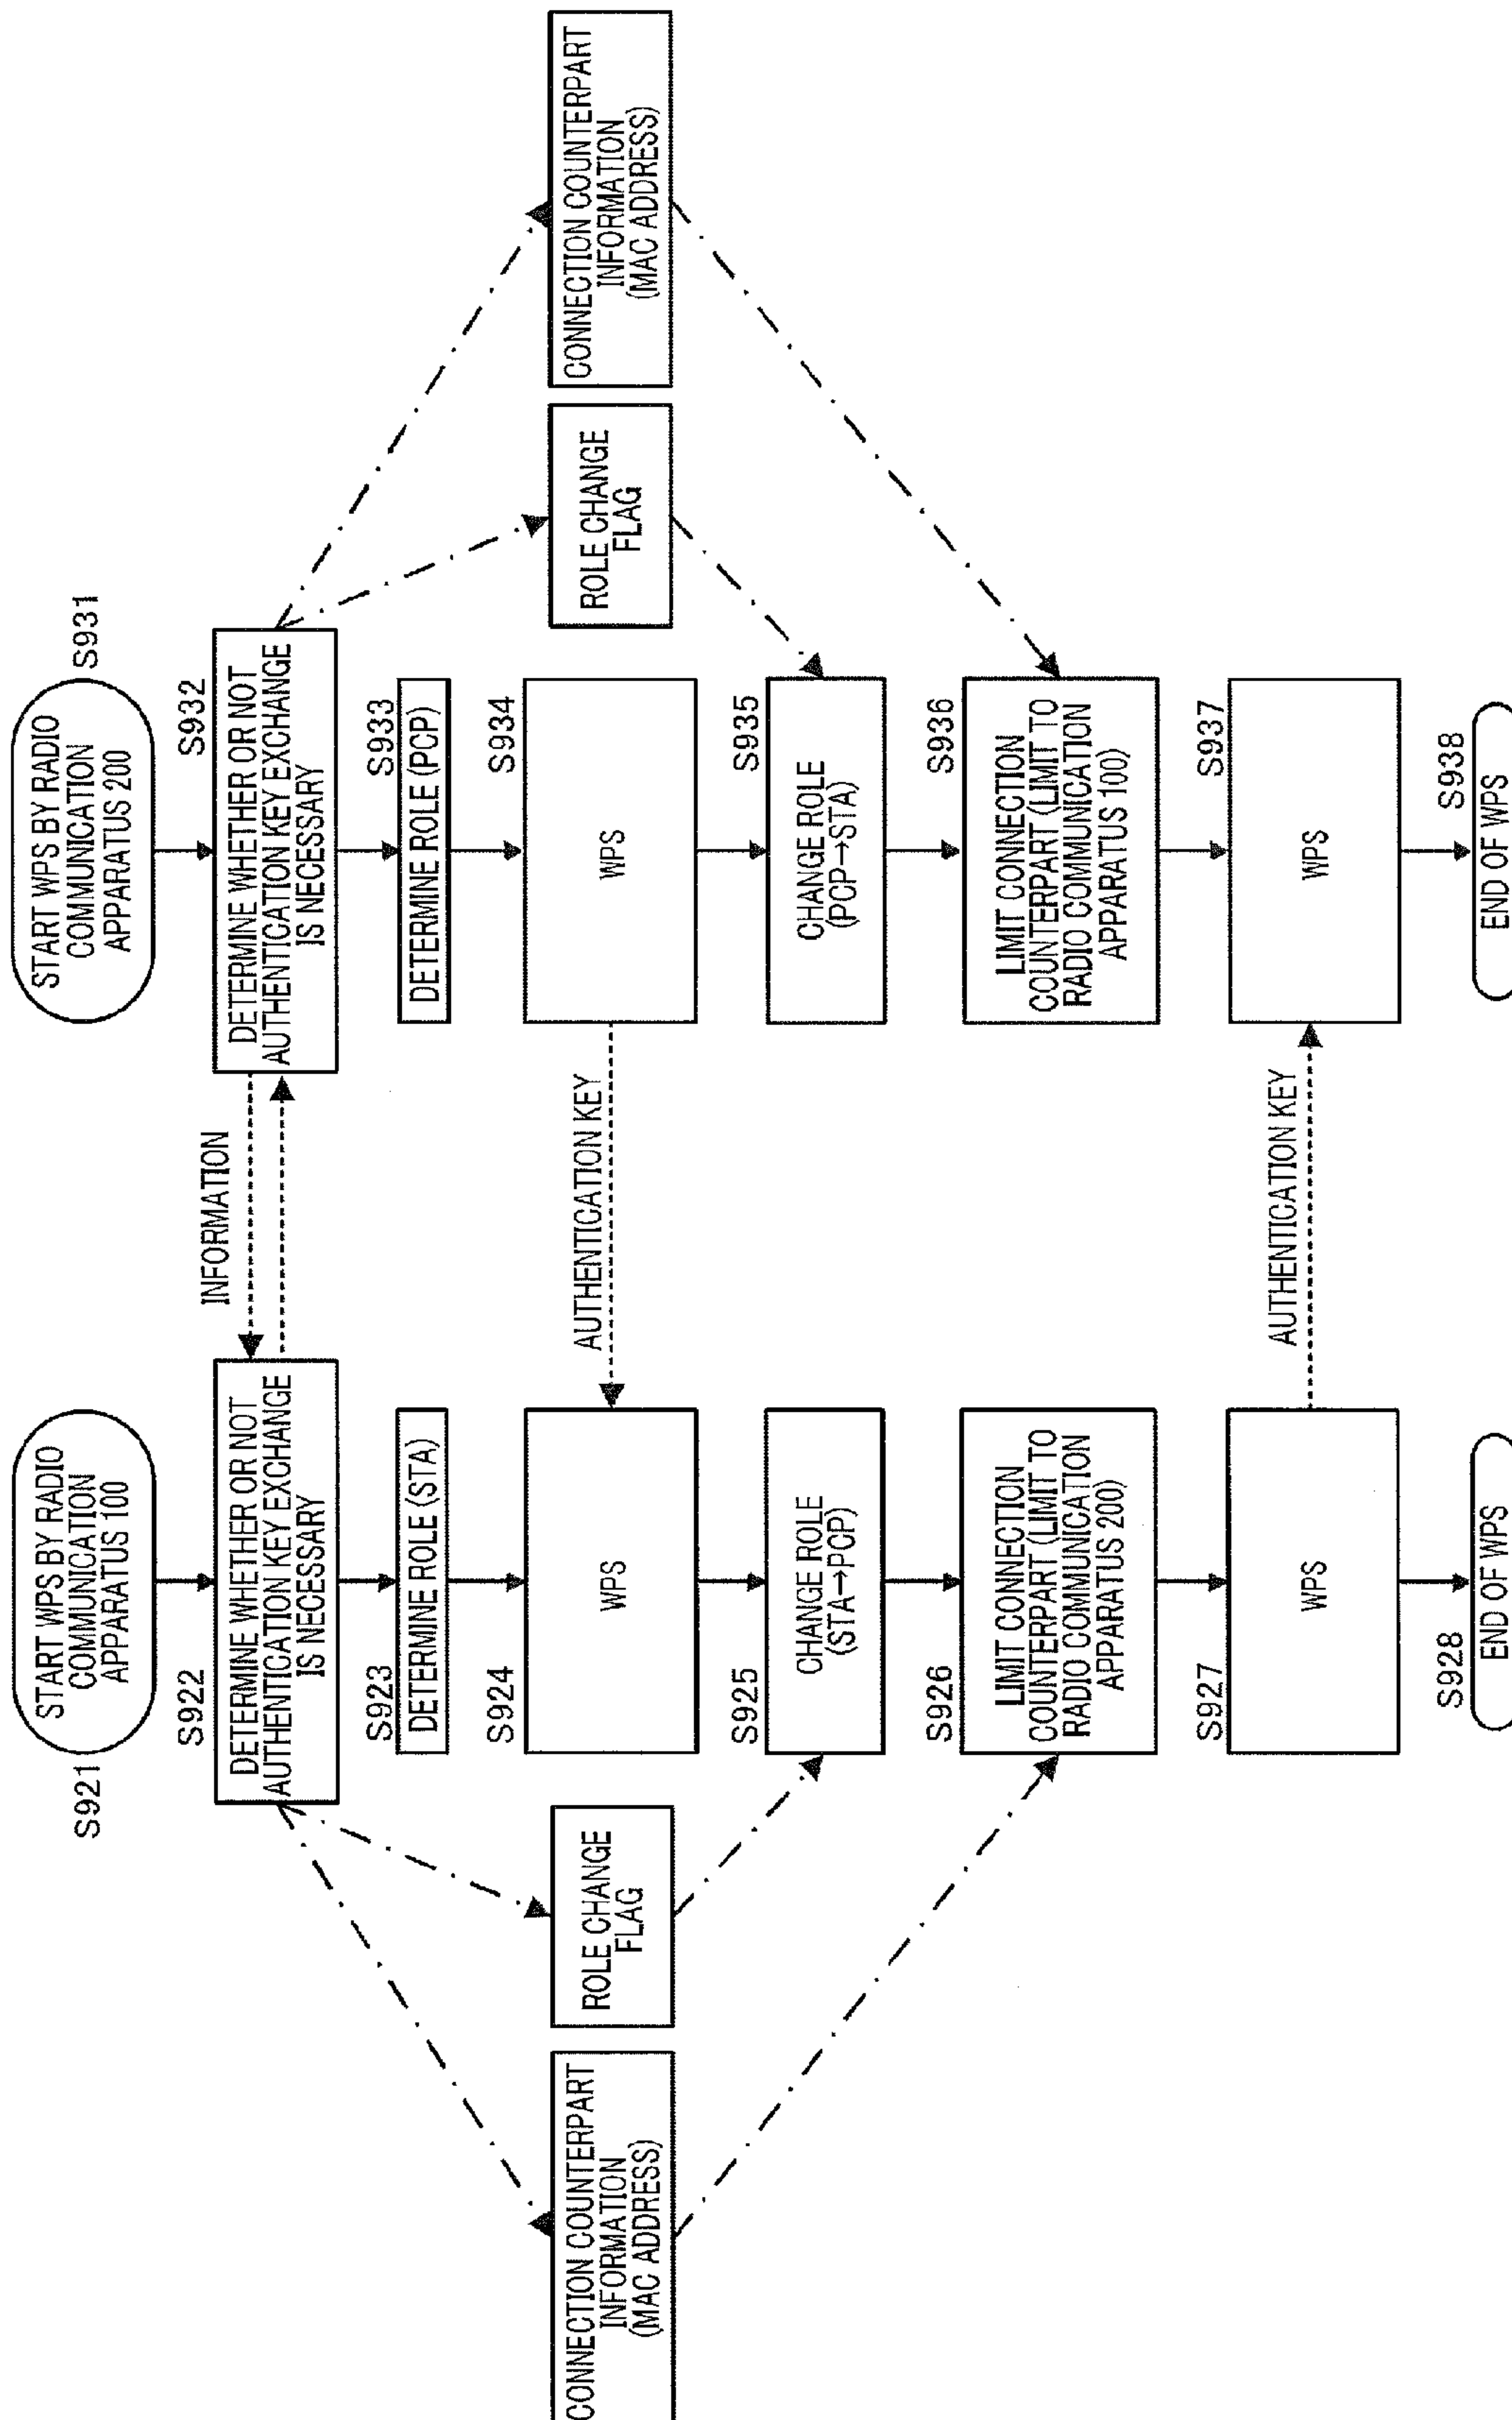 START WPS BY RADIO
COMMUNICATION
APPARATUS 100
S921
S922
DETERMINE WHETHER OR NOT
AUTHENTICATION KEY EXCHANGE
IS NECESSARY
S923
DETERMINE ROLE (STA)
S924
WPS
S925
CHANGE ROLE
(STA→PCP)
S926
LIMIT CONNECTION
COUNTERPART (LIMIT TO
RADIO COMMUNICATION
APPARATUS 200)
S927
WPS
S928
END OF WPS
CONNECTION COUNTERPART
INFORMATION
(MAC ADDRESS)
ROLE CHANGE
FLAG
INFORMATION
AUTHENTICATION KEY
AUTHENTICATION KEY
START WPS BY RADIO
COMMUNICATION
APPARATUS 200
S931
S932
DETERMINE WHETHER OR NOT
AUTHENTICATION KEY EXCHANGE
IS NECESSARY
S933
DETERMINE ROLE (PCP)
S934
WPS
S935
CHANGE ROLE
(PCP→STA)
S936
LIMIT CONNECTION
COUNTERPART (LIMIT TO
RADIO COMMUNICATION
APPARATUS 100)
S937
WPS
S938
END OF WPS
ROLE CHANGE
FLAG
CONNECTION COUNTERPART
INFORMATION
(MAC ADDRESS)